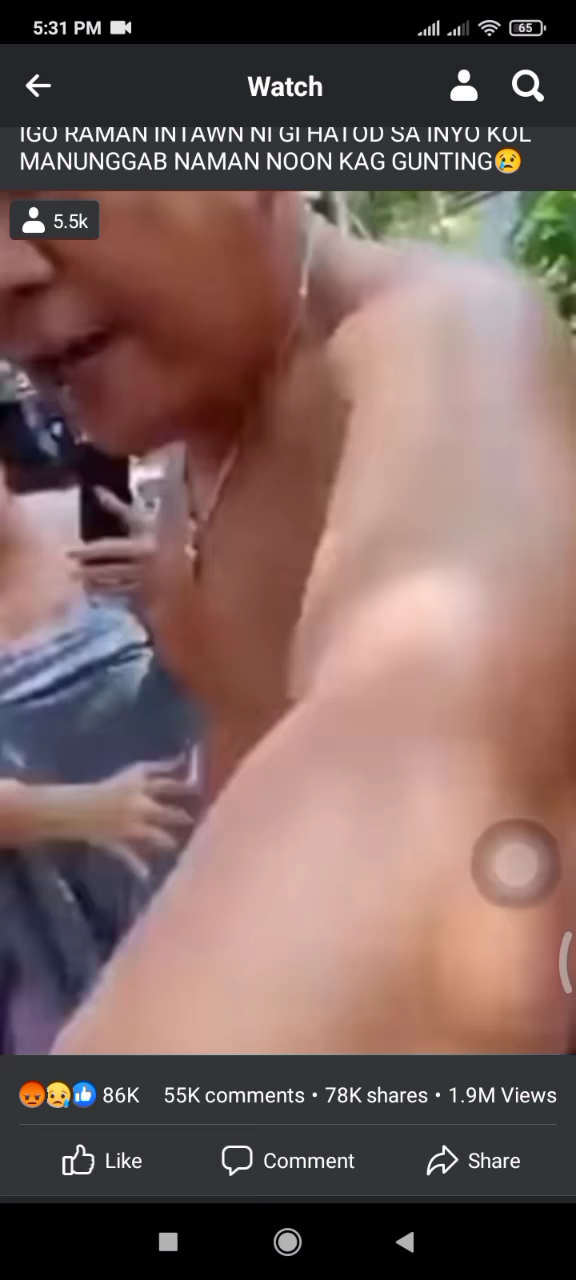 5:31 PM
65
Watch
IGO RAMAN INTAWN NI GI HATOD SA INYO KOL
MANUNGGAB NAMAN NOON KAG GUNTING😢
5.5k
86K 55K comments • 78K shares • 1.9M Views
Like Comment Share